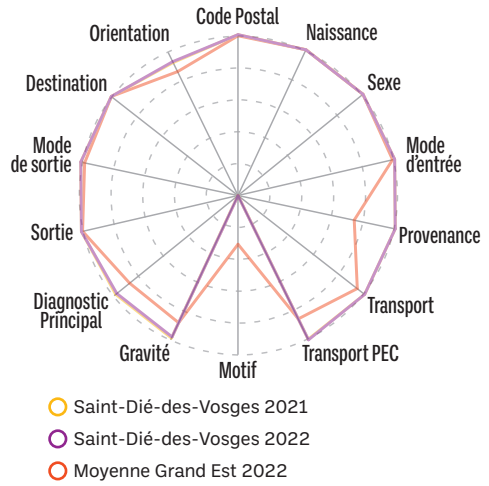 Code Postal
Naissance
Sexe
Mode
d'entrée
Provenance
Transport
Transport PEC
Motif
Gravité
Diagnostic
Principal
Sortie
Mode
de sortie
Destination
Orientation
Saint-Dié-des-Vosges 2021
Saint-Dié-des-Vosges 2022
Moyenne Grand Est 2022